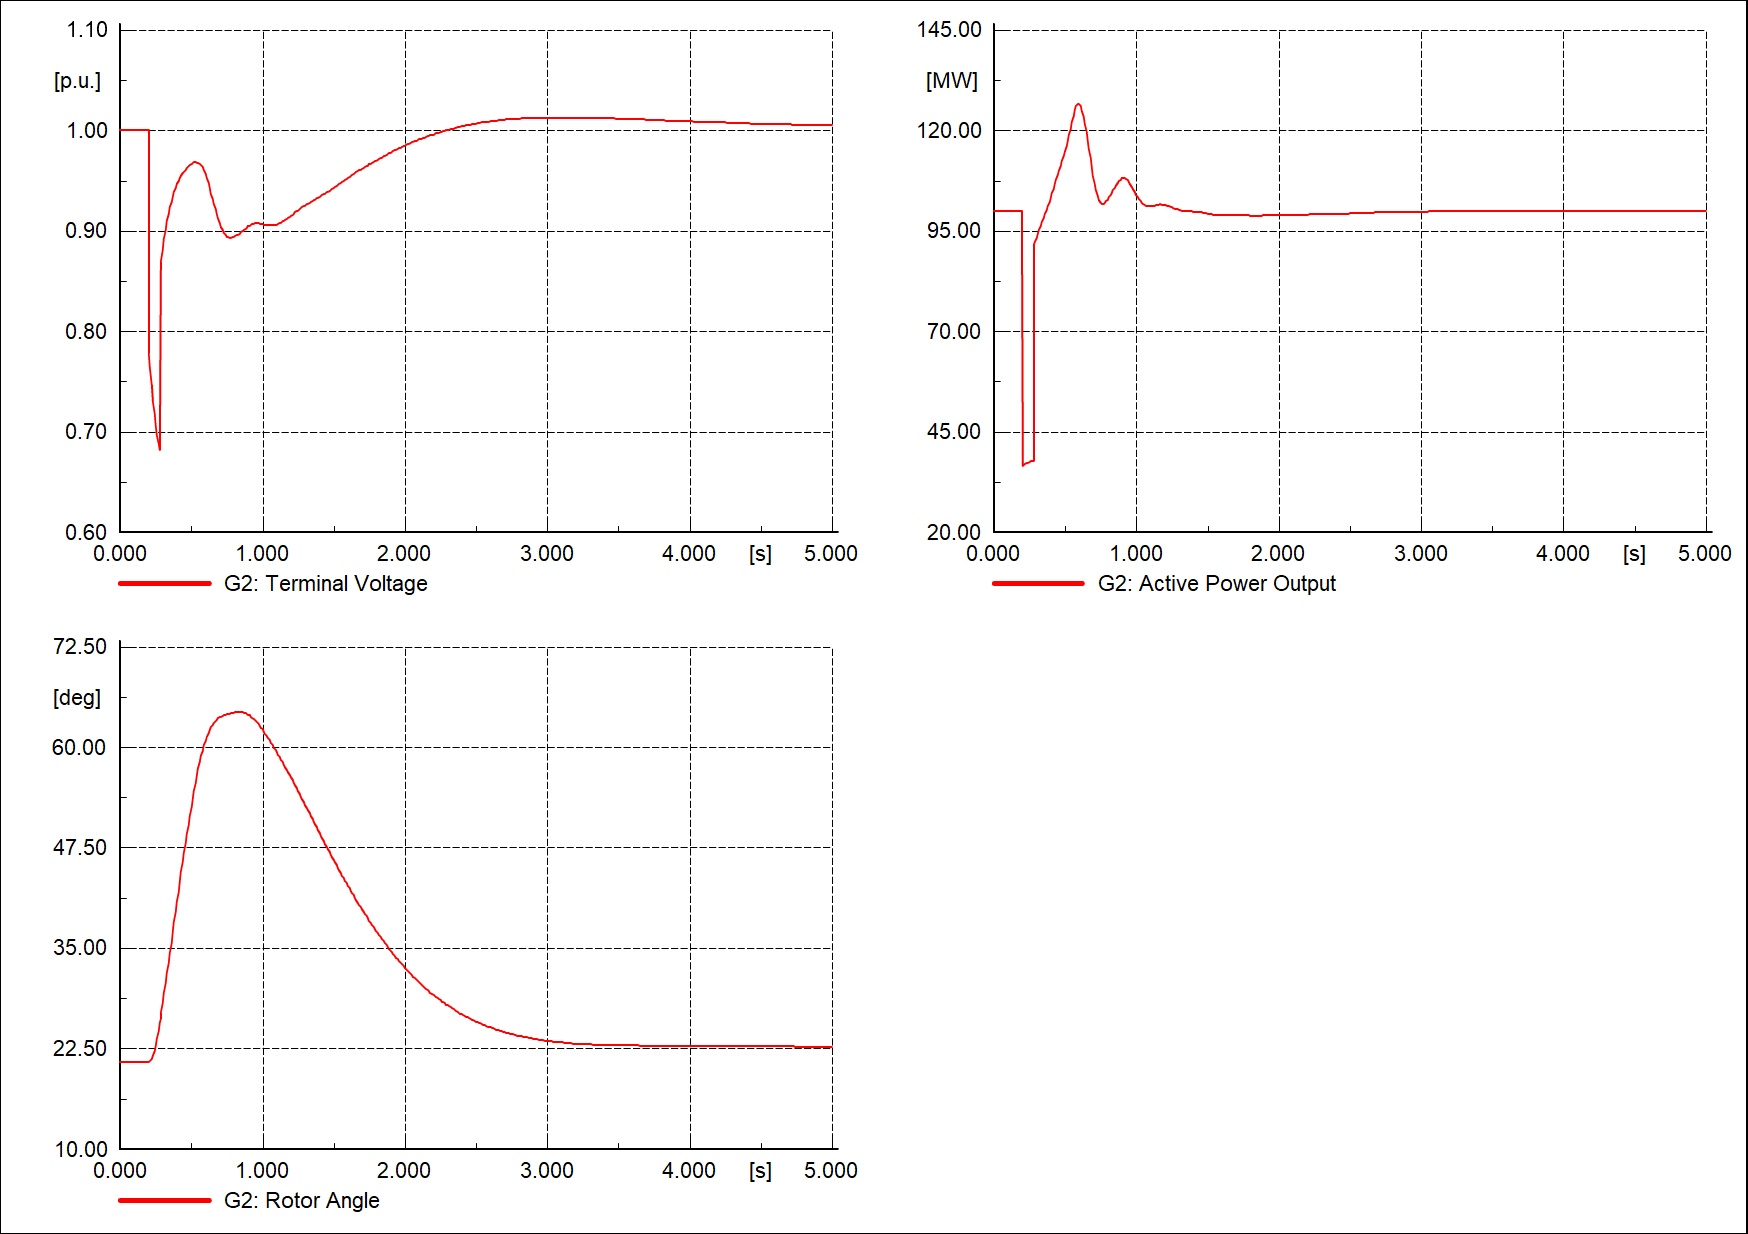 1.10
[p.u.]
1.00
0.90
0.80
0.70
0.60
0.000 1.000 2.000 3.000 4.000 [s] 5.000
G2: Terminal Voltage
145.00
[MW]
120.00
95.00
70.00
45.00
20.00
0.000 1.000 2.000 3.000 4.000 [s] 5.000
G2: Active Power Output
72.50
[deg]
60.00
47.50
35.00
22.50
10.00
0.000 1.000 2.000 3.000 4.000 [s] 5.000
G2: Rotor Angle